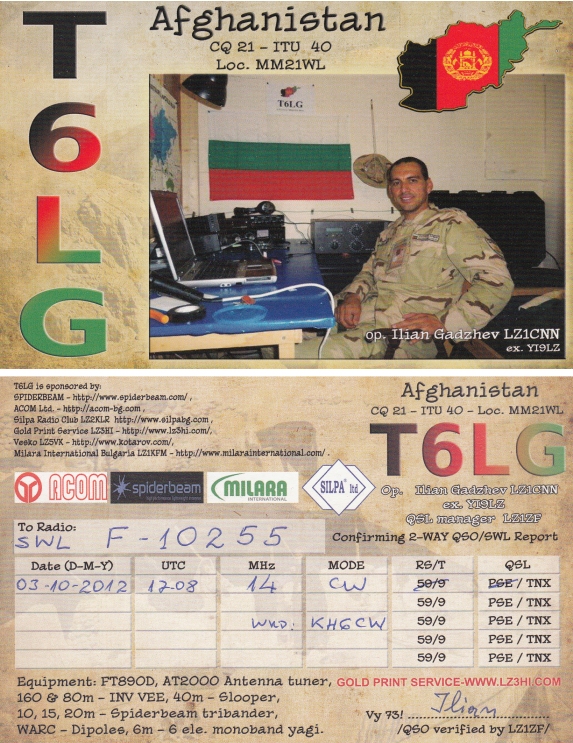 T6LG
Afghanistan
CQ 21 - ITU 40
Loc. MM21WL
T6LG
op. Ilian Gadzhev LZ1CNN
ex. YI9LZ
T6LG is sponsored by:
SPIDERBEAM - http://www.spiderbeam.com/ ,
ACOM Ltd. - http://acom-bg.com ,
Silpa Radio Club LZ2KLR http://www.silpabg.com ,
Gold Print Service LZ3HI - http://www.lz3hi.com/,
Vesko LZ5VK - http://www.kotarov.com/,
Milara International Bulgaria LZ1KFM - http://www.milarainternational.com/ .
Afghanistan
CQ 21 - ITU 40 - Loc. MM21WL
T6LG
ACOM
spiderbeam
MILARA
INTERNATIONAL
SILPA ltd
Op. Ilian Gadzhev LZ1CNN
ex. YI9LZ
QSL manager LZ1ZF
To Radio:
SWL F-10255
Confirming 2-WAY QSO/SWL Report
Date (D-M-Y) UTC MHz MODE RS/T QSL
03-10-2012 17.08 14 CW 59/9 PSE / TNX
59/9 PSE / TNX
WKD: KH6CW 59/9 PSE / TNX
59/9 PSE / TNX
59/9 PSE / TNX
Equipment: FT890D, AT2000 Antenna tuner, GOLD PRINT SERVICE-WWW.LZ3HI.COM
160 & 80m - INV VEE, 40m - Slooper,
10, 15, 20m - Spiderbeam tribander,
WARC - Dipoles, 6m - 6 ele. monoband yagi.
Vy 73! Ilian
/QSO verified by LZ1ZF/